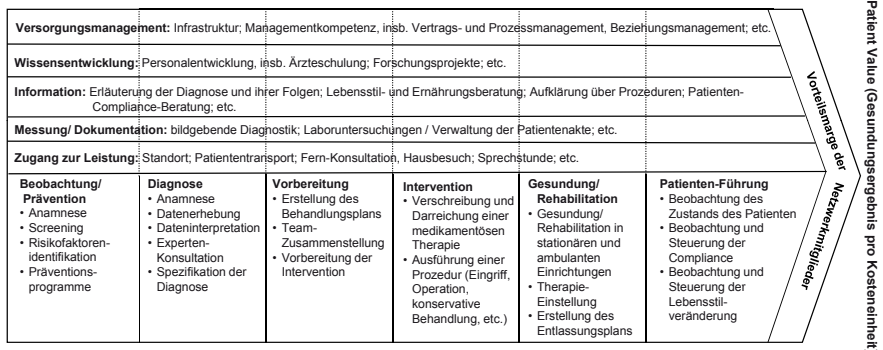 Versorgungsmanagement: Infrastruktur; Managementkompetenz, insb. Vertrags- und Prozessmanagement, Beziehungsmanagement; etc.
Wissensentwicklung: Personalentwicklung, insb. Ärzteschulung; Forschungsprojekte; etc.
Information: Erläuterung der Diagnose und ihrer Folgen; Lebensstil- und Ernährungsberatung; Aufklärung über Prozeduren; Patienten-
Compliance-Beratung; etc.
Messung/ Dokumentation: bildgebende Diagnostik; Laboruntersuchungen / Verwaltung der Patientenakte; etc.
Zugang zur Leistung: Standort; Patiententransport; Fern-Konsultation, Hausbesuch; Sprechstunde; etc.
Beobachtung/
Prävention
• Anamnese
• Screening
• Risikofaktoren-
identifikation
• Präventions-
programme
Diagnose
• Anamnese
• Datenerhebung
• Dateninterpretation
• Experten-
Konsultation
• Spezifikation der
Diagnose
Vorbereitung
• Erstellung des
Behandlungsplans
• Team-
Zusammenstellung
• Vorbereitung der
Intervention
Intervention
• Verschreibung und
Darreichung einer
medikamentösen
Therapie
• Ausführung einer
Prozedur (Eingriff,
Operation,
konservative
Behandlung, etc.)
Gesundung/
Rehabilitation
• Gesundung/
Rehabilitation in
stationären und
ambulanten
Einrichtungen
• Therapie-
Einstellung
• Erstellung des
Entlassungsplans
Patienten-Führung
• Beobachtung des
Zustands des Patienten
• Beobachtung und
Steuerung der
Compliance
• Beobachtung und
Steuerung der
Lebensstil-
veränderung
Vorteilsmarge der
Netzwerkmitglieder
Patient Value (Gesundungsergebnis pro Kosteneinheit)